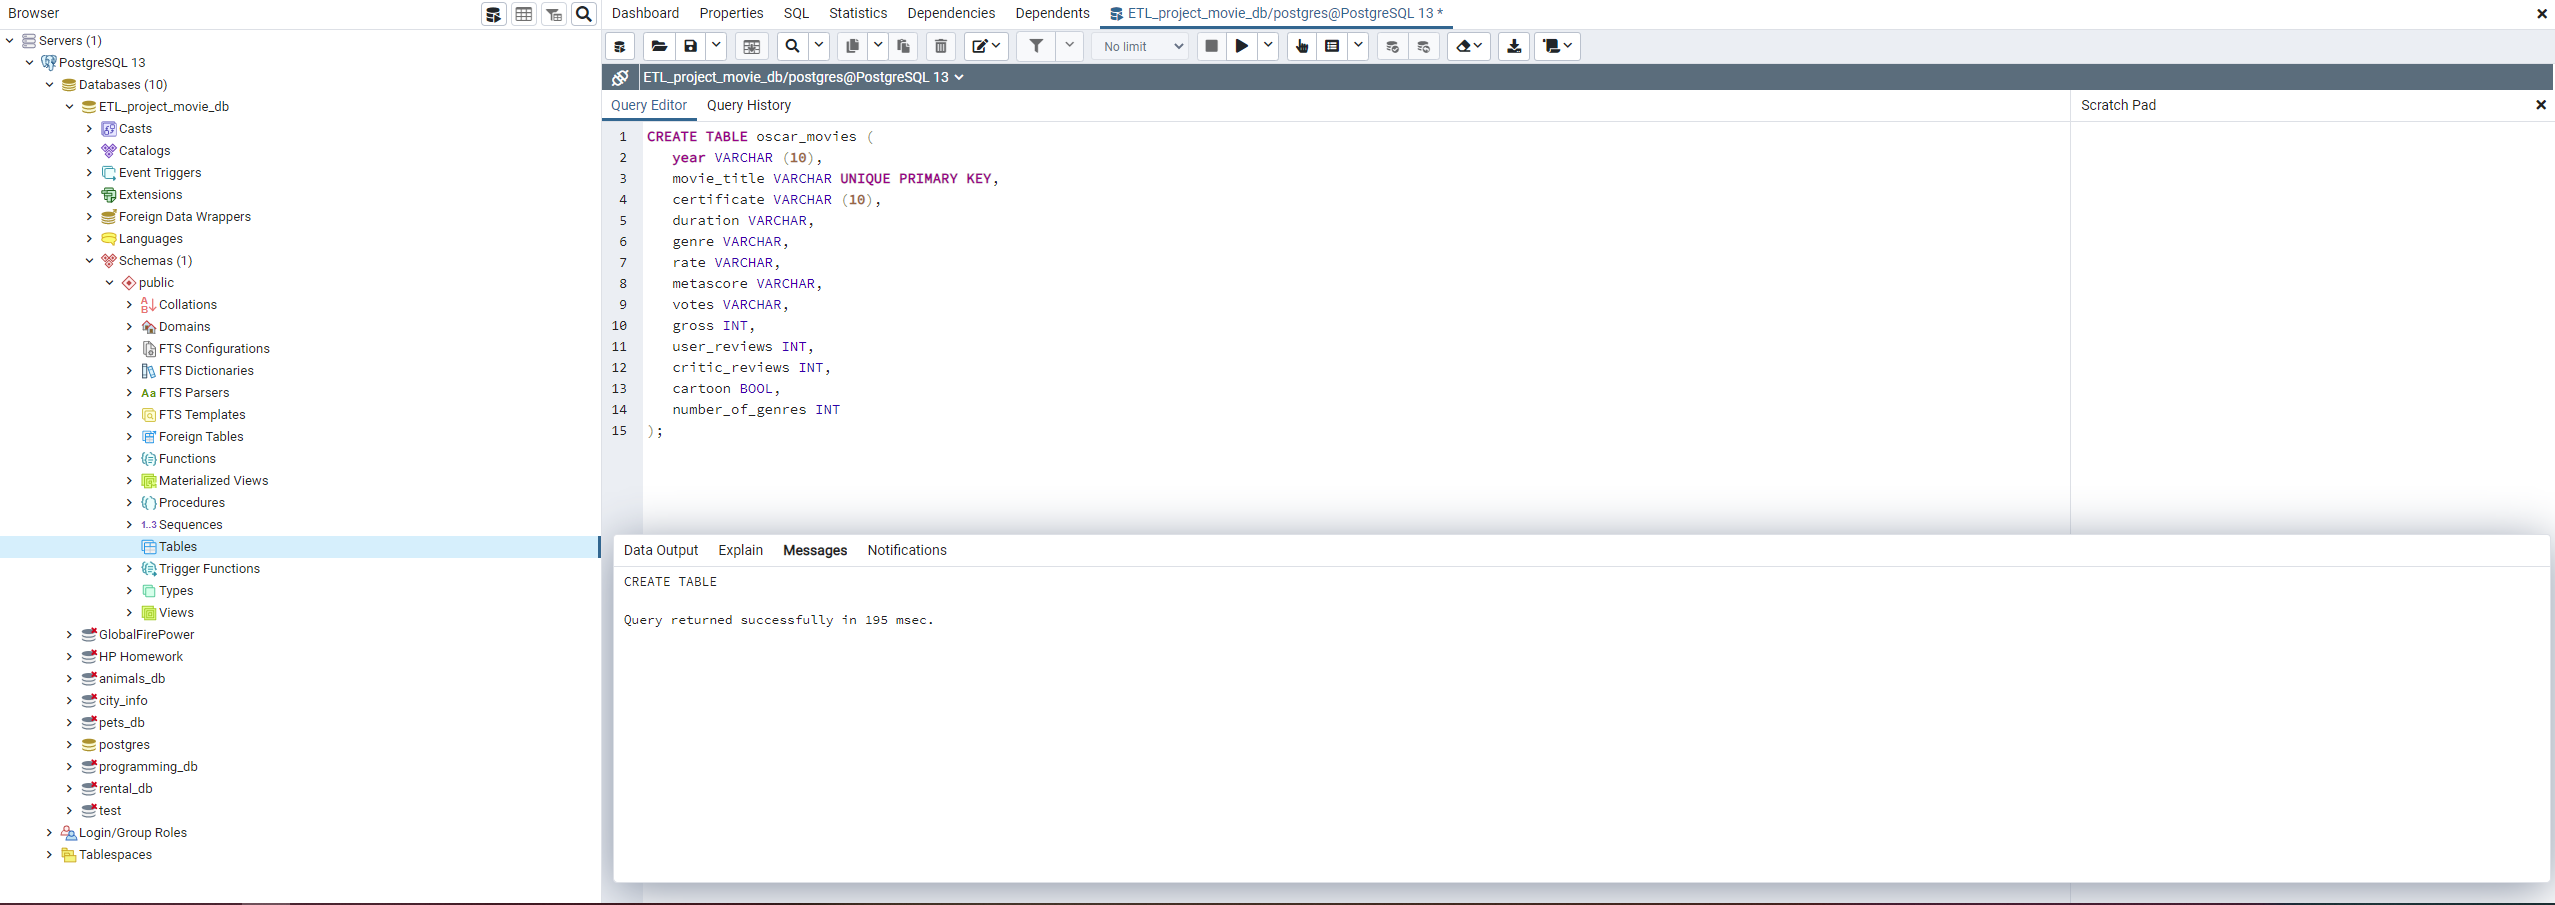 Browser
Servers (1)
PostgreSQL 13
Databases (10)
ETL_project_movie_db
Casts
Catalogs
Event Triggers
Extensions
Foreign Data Wrappers
Languages
Schemas (1)
public
Collations
Domains
FTS Configurations
FTS Dictionaries
Aa FTS Parsers
FTS Templates
Foreign Tables
Functions
Materialized Views
Procedures
1..3 Sequences
Tables
Trigger Functions
Types
Views
GlobalFirePower
HP Homework
animals_db
city_info
pets_db
postgres
programming_db
rental_db
test
Login/Group Roles
Tablespaces
Dashboard Properties SQL Statistics Dependencies Dependents ETL_project_movie_db/postgres@PostgreSQL 13 *
No limit
ETL_project_movie_db/postgres@PostgreSQL 13
Query Editor Query History
Scratch Pad
1 CREATE TABLE oscar_movies (
2 year VARCHAR (10),
3 movie_title VARCHAR UNIQUE PRIMARY KEY,
4 certificate VARCHAR (10),
5 duration VARCHAR,
6 genre VARCHAR,
7 rate VARCHAR,
8 metascore VARCHAR,
9 votes VARCHAR,
10 gross INT,
11 user_reviews INT,
12 critic_reviews INT,
13 cartoon BOOL,
14 number_of_genres INT
15 );
Data Output Explain Messages Notifications
CREATE TABLE
Query returned successfully in 195 msec.